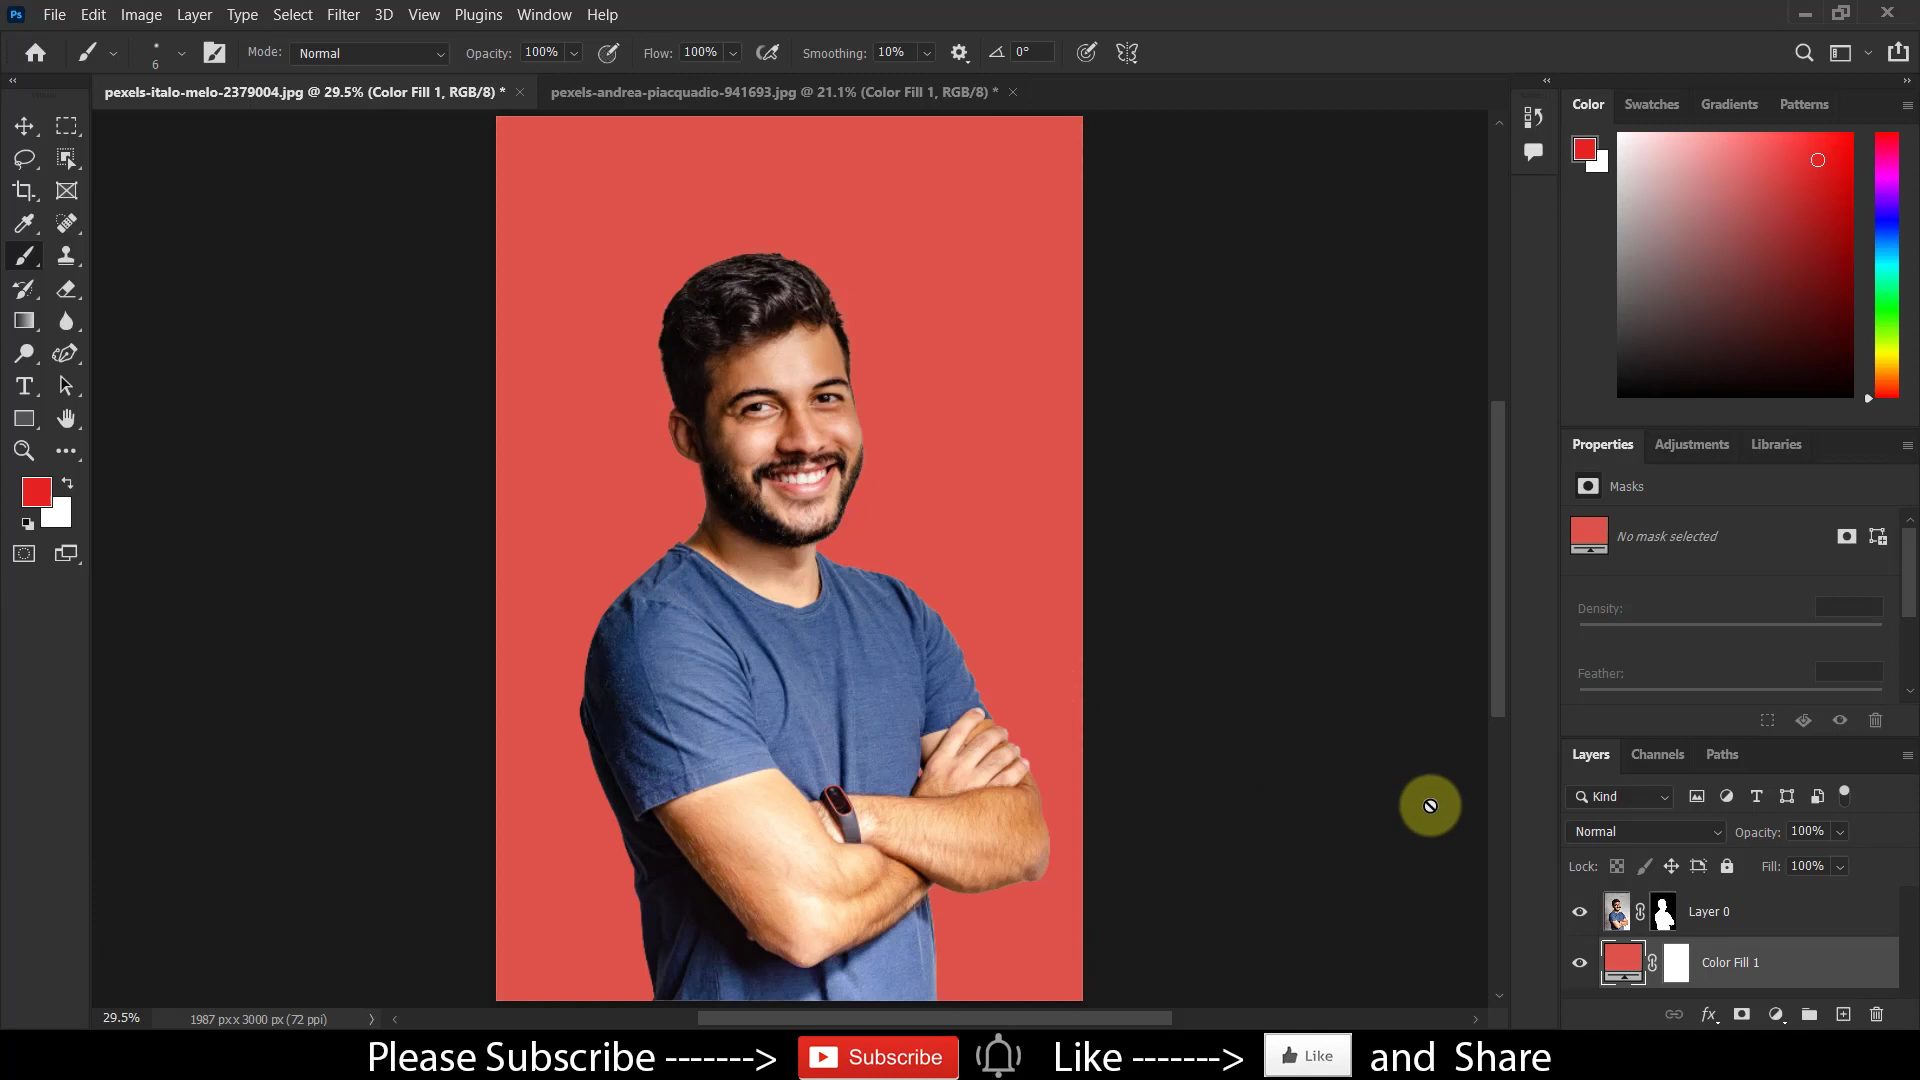 Ps File Edit Image Layer Type Select Filter 3D View Plugins Window Help
6 Mode: Normal Opacity: 100% Flow: 100% Smoothing: 10% 0°
pexels-italo-melo-2379004.jpg @ 29.5% (Color Fill 1, RGB/8) * pexels-andrea-piacquadio-941693.jpg @ 21.1% (Color Fill 1, RGB/8) *
Color Swatches Gradients Patterns
Properties Adjustments Libraries
Masks
No mask selected
Density:
Feather:
Layers Channels Paths
Kind
Normal Opacity: 100%
Lock: Fill: 100%
Layer 0
Color Fill 1
fx
29.5% 1987 px x 3000 px (72 ppi)
Please Subscribe -------> Subscribe Like -------> Like and Share